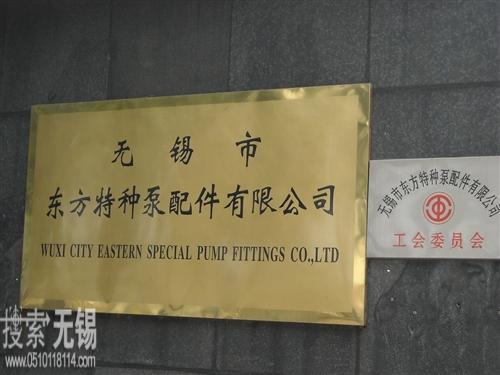 无锡市
东方特种泵配件有限公司
WUXI CITY EASTERN SPECIAL PUMP FITTINGS CO.,LTD
无锡市东方特种泵配件有限公司
工会委员会
搜索无锡
www.0510118114.com